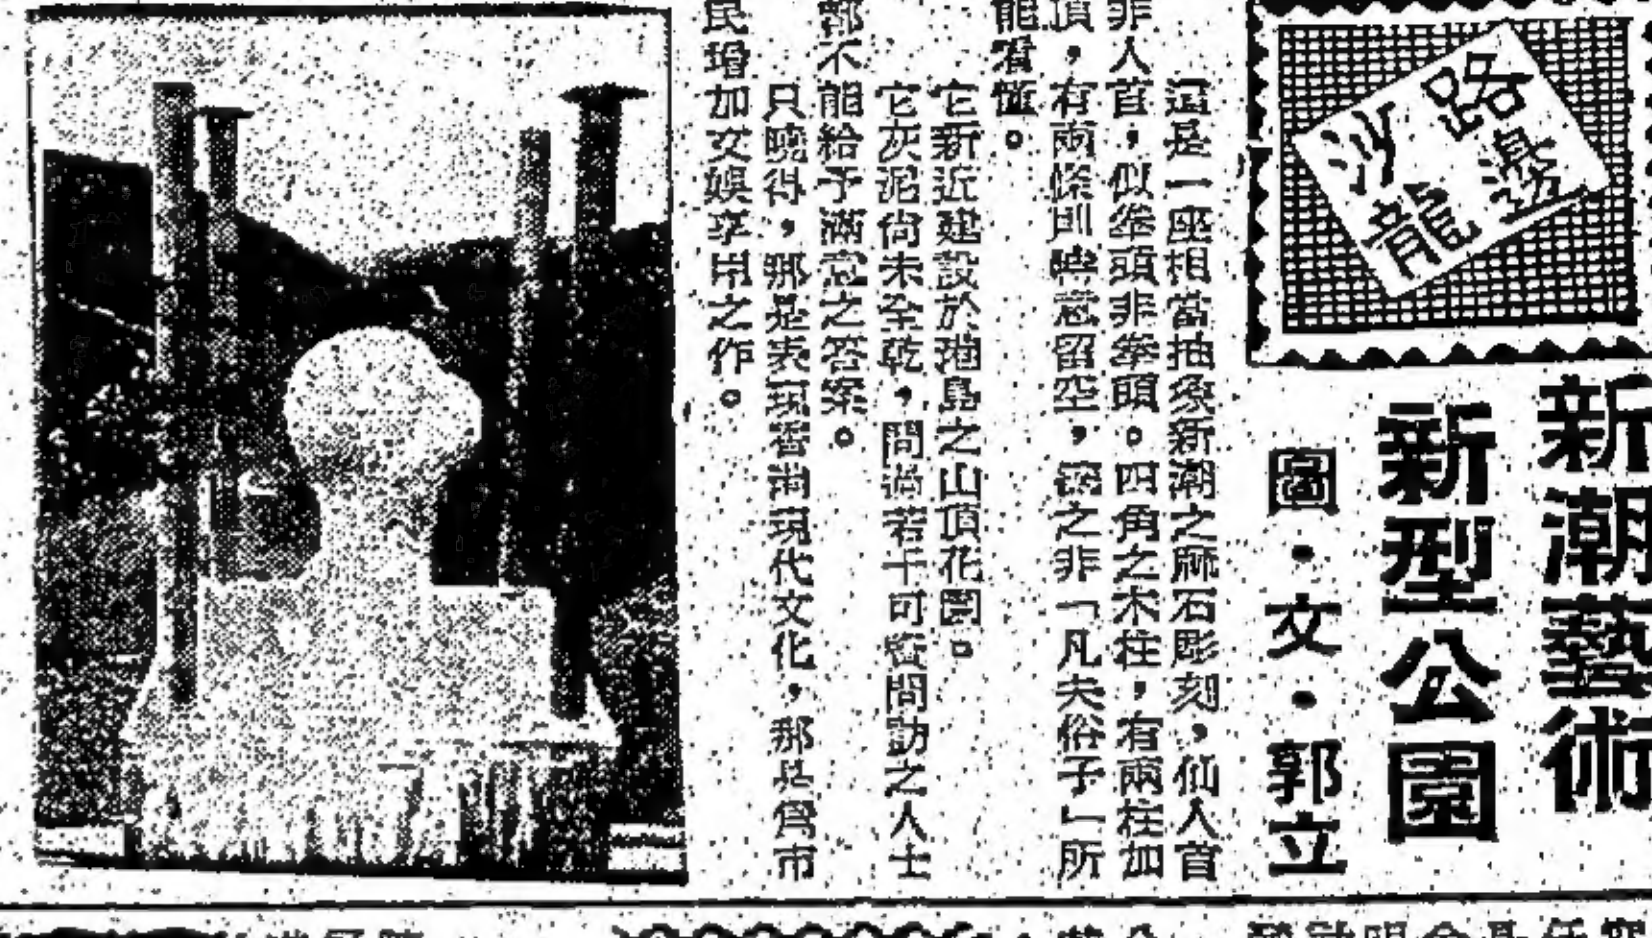 路邊
沙龍
新潮藝術
新型公園
圖・文・郭立
這是一座相當抽象新潮之麻石彫刻,仙人首
非人首,似拳頭非拳頭。四角之木柱,有兩柱加
頂,有兩條則特意留空,落之非「凡夫俗子」所
能看懂。
它新近建設於港島之山頂花園。
它灰泥尚未全乾,問過若干可被問訪之人士
都不能給予滿意之答案。
只曉得,那是表現香港現代文化,那是爲市
民增加文娛享用之作。